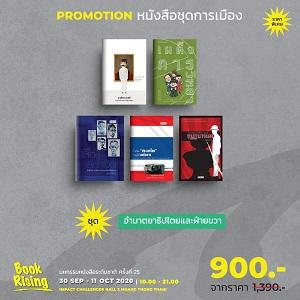 PROMOTION หนังสือชุดการเมือง
ราคา
พิเศษ
ชุด
อำมาตยาธิปไตยและฝ่ายขวา
Book
Rising
มหกรรมหนังสือระดับชาติ ครั้งที่ 25
30 SEP - 11 OCT 2020 | 10.00 - 21.00
IMPACT CHALLENGER HALL 2 MUANG THONG THANI
900.-
จากราคา 1,390.-